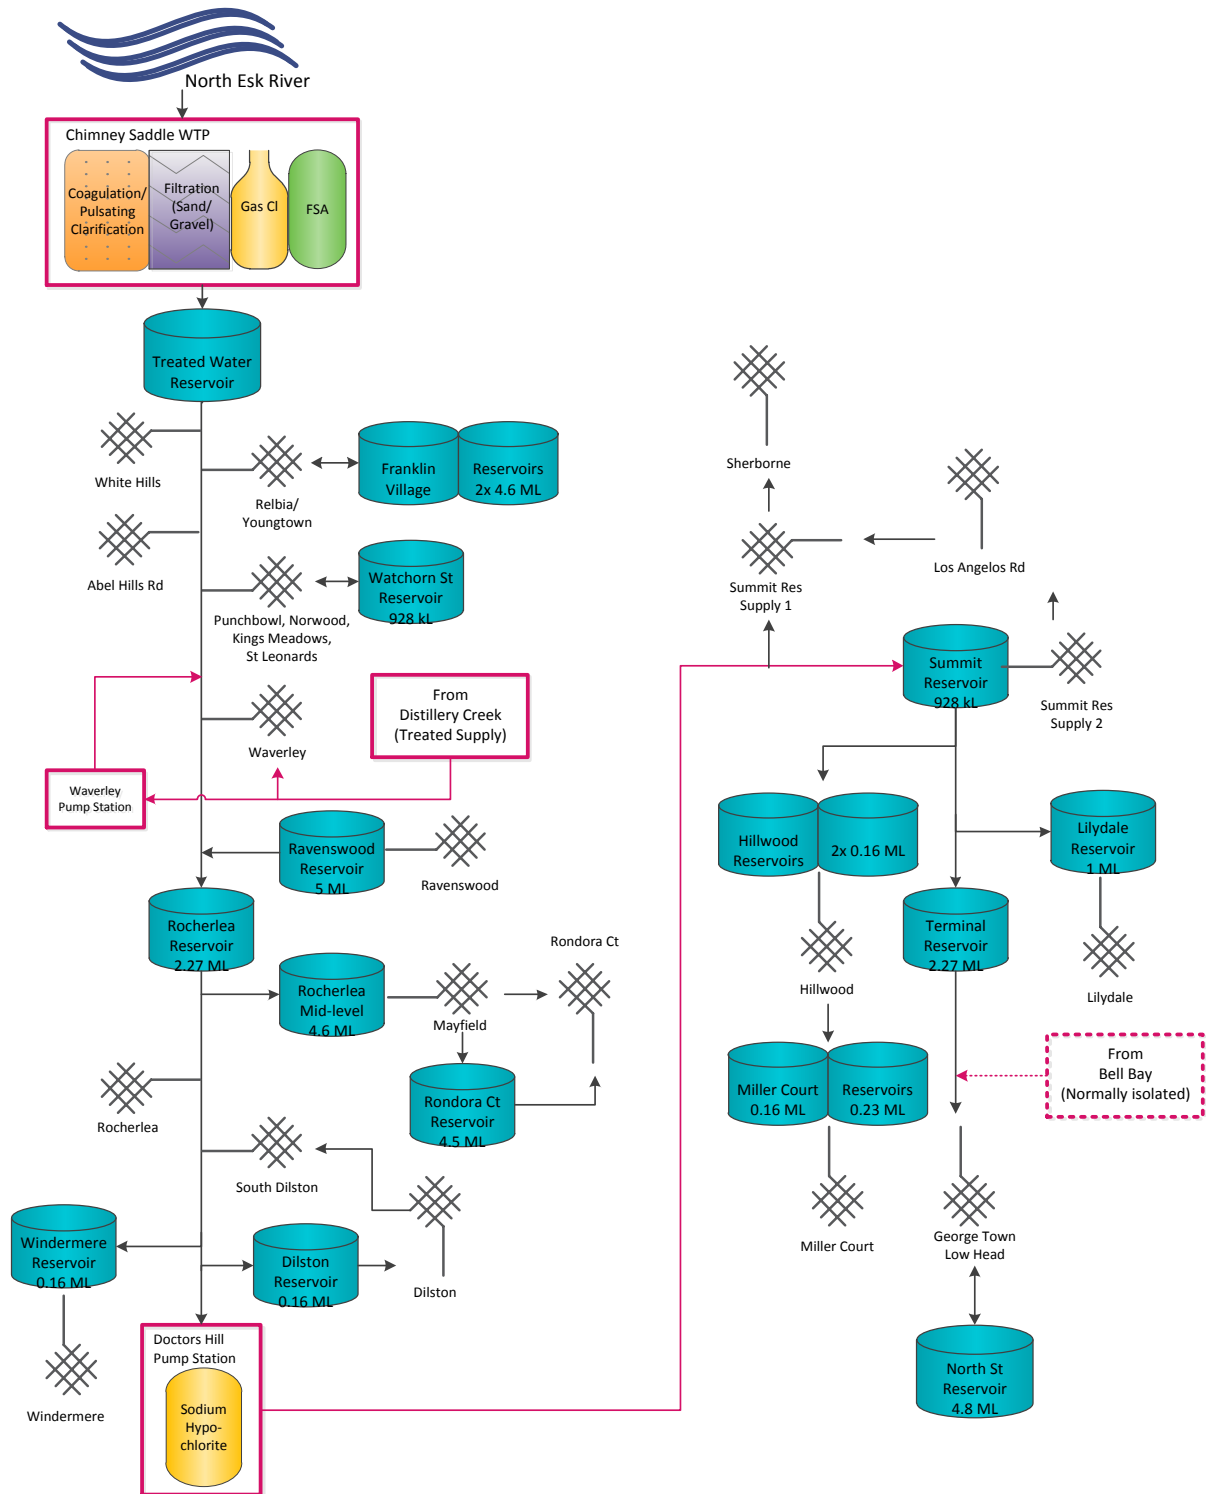 North Esk River
Chimney Saddle WTP
Coagulation/
Pulsating
Clarification
Filtration
(Sand/
Gravel)
Gas Cl
FSA
Treated Water
Reservoir
White Hills
Relbia/
Youngtown
Franklin
Village
Reservoirs
2x 4.6 ML
Abel Hills Rd
Punchbowl, Norwood,
Kings Meadows,
St Leonards
Watchorn St
Reservoir
928 kL
Waverley
From
Distillery Creek
(Treated Supply)
Waverley
Pump Station
Ravenswood
Reservoir
5 ML
Ravenswood
Rocherlea
Reservoir
2.27 ML
Rocherlea
Mid-level
4.6 ML
Mayfield
Rondora Ct
Rondora Ct
Reservoir
4.5 ML
Rocherlea
South Dilston
Windermere
Reservoir
0.16 ML
Dilston
Reservoir
0.16 ML
Dilston
Windermere
Doctors Hill
Pump Station
Sodium
Hypo-
chlorite
Sherborne
Summit Res
Supply 1
Los Angelos Rd
Summit
Reservoir
928 kL
Summit Res
Supply 2
Hillwood
Reservoirs
2x 0.16 ML
Lilydale
Reservoir
1 ML
Terminal
Reservoir
2.27 ML
Hillwood
Lilydale
Miller Court
0.16 ML
Reservoirs
0.23 ML
From
Bell Bay
(Normally isolated)
Miller Court
George Town
Low Head
North St
Reservoir
4.8 ML